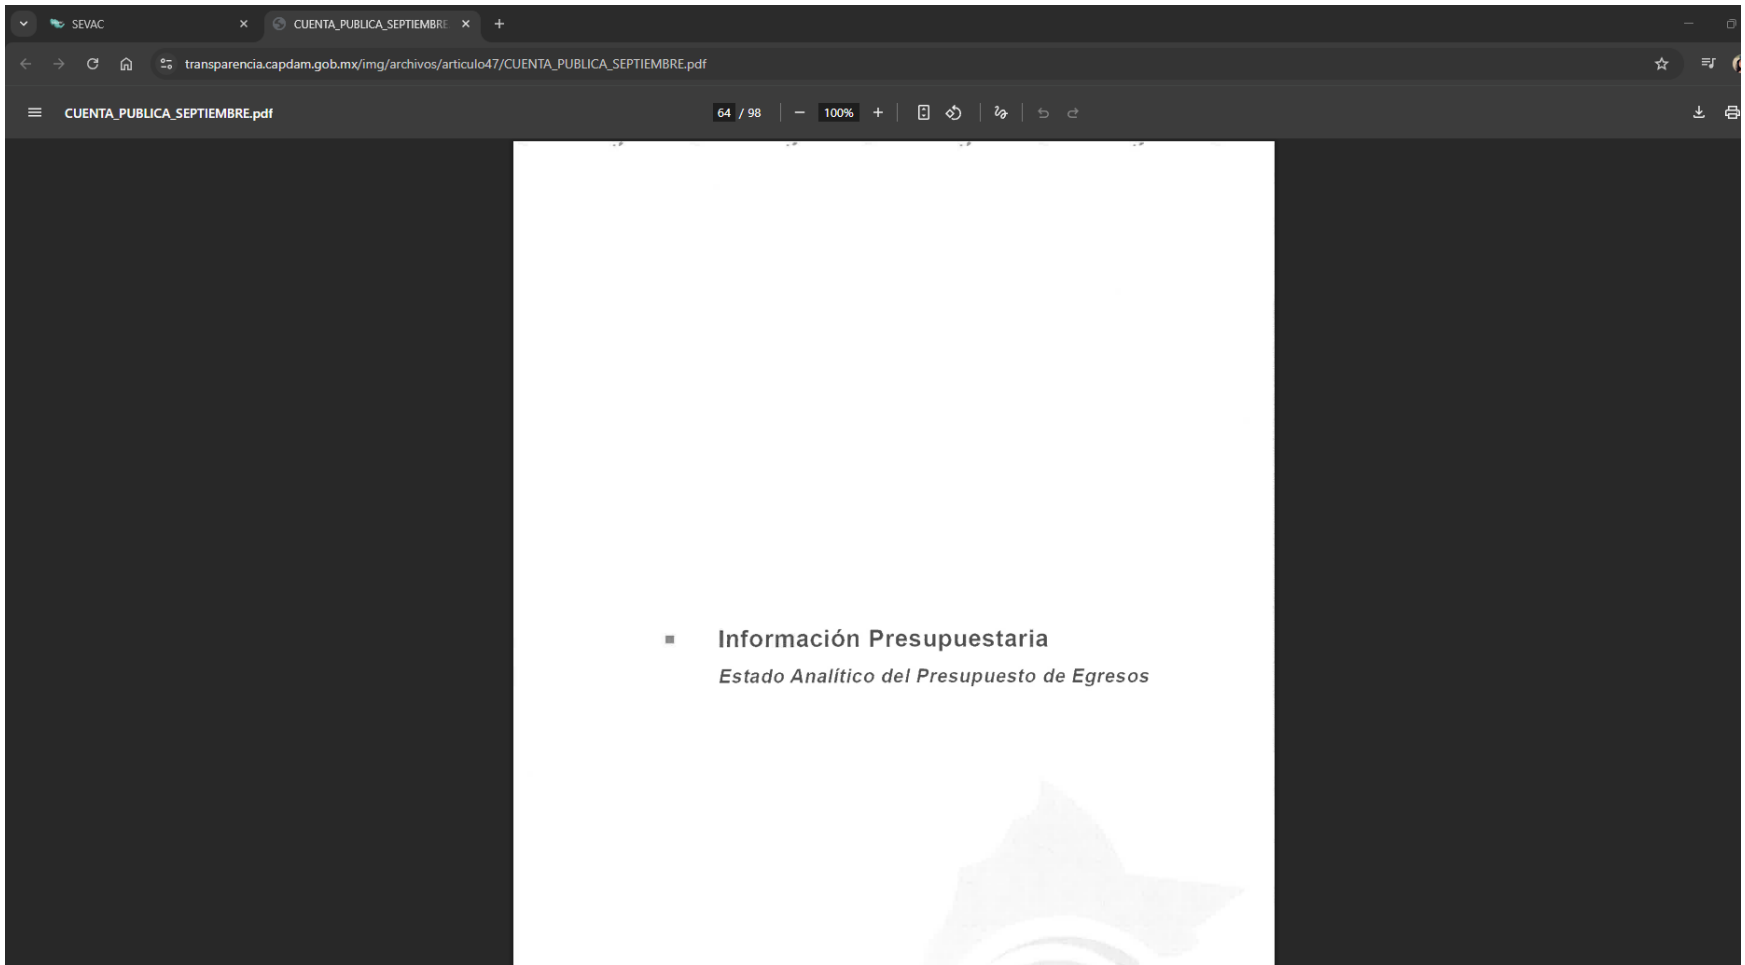 SEVAC
CUENTA_PUBLICA_SEPTIEMBRE
transparencia.capdam.gob.mx/img/archivos/articulo47/CUENTA_PUBLICA_SEPTIEMBRE.pdf
CUENTA_PUBLICA_SEPTIEMBRE.pdf
64 / 98
100%
Información Presupuestaria
Estado Analítico del Presupuesto de Egresos